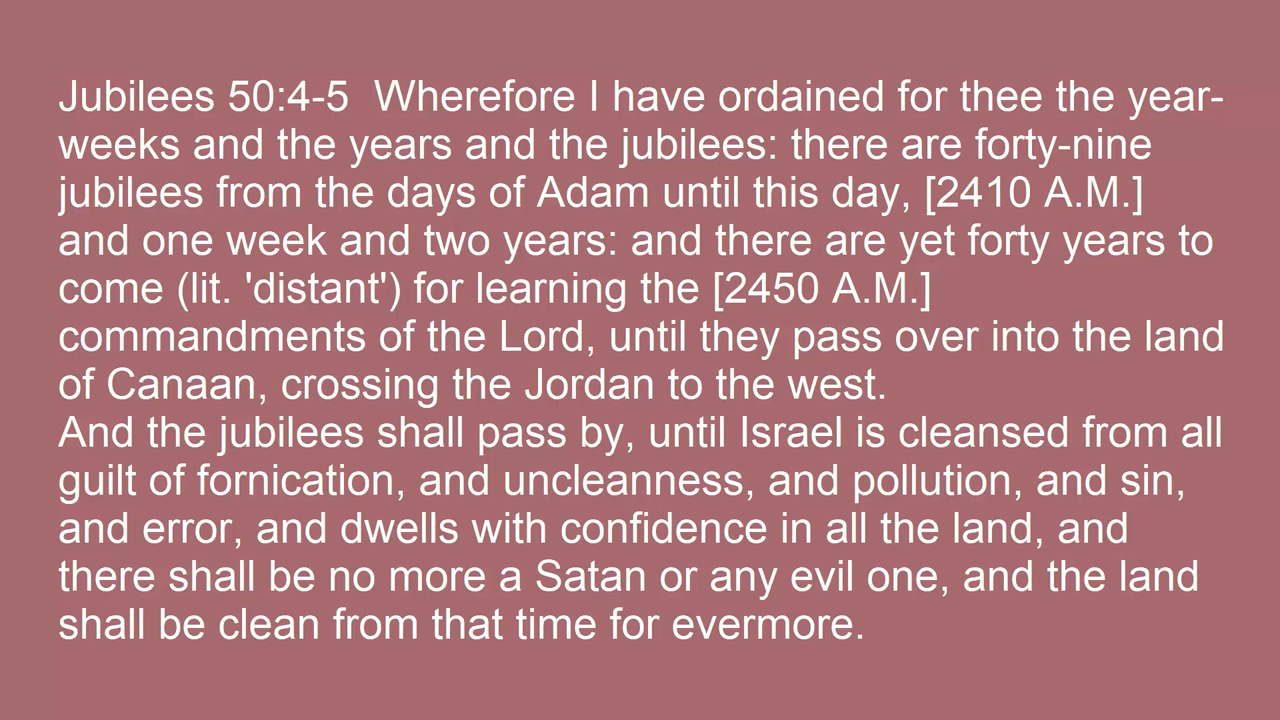 Jubilees 50:4-5  Wherefore I have ordained for thee the year-
weeks and the years and the jubilees: there are forty-nine
jubilees from the days of Adam until this day, [2410 A.M.]
and one week and two years: and there are yet forty years to
come (lit. 'distant') for learning the [2450 A.M.]
commandments of the Lord, until they pass over into the land
of Canaan, crossing the Jordan to the west.
And the jubilees shall pass by, until Israel is cleansed from all
guilt of fornication, and uncleanness, and pollution, and sin,
and error, and dwells with confidence in all the land, and
there shall be no more a Satan or any evil one, and the land
shall be clean from that time for evermore.